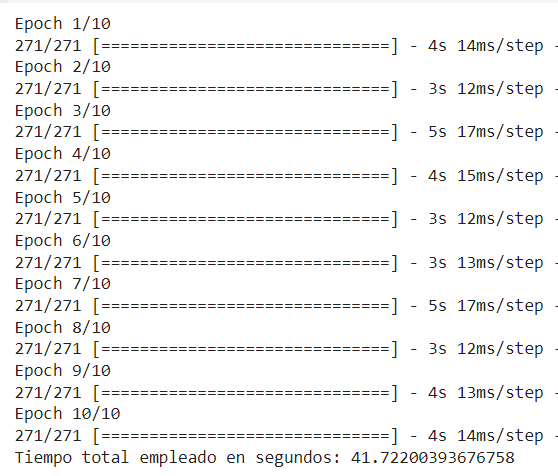 Epoch 1/10
271/271 [==============================] - 4s 14ms/step -
Epoch 2/10
271/271 [==============================] - 3s 12ms/step -
Epoch 3/10
271/271 [==============================] - 5s 17ms/step -
Epoch 4/10
271/271 [==============================] - 4s 15ms/step -
Epoch 5/10
271/271 [==============================] - 3s 12ms/step -
Epoch 6/10
271/271 [==============================] - 3s 13ms/step -
Epoch 7/10
271/271 [==============================] - 5s 17ms/step -
Epoch 8/10
271/271 [==============================] - 3s 12ms/step -
Epoch 9/10
271/271 [==============================] - 4s 13ms/step -
Epoch 10/10
271/271 [==============================] - 4s 14ms/step -
Tiempo total empleado en segundos: 41.72200393676758